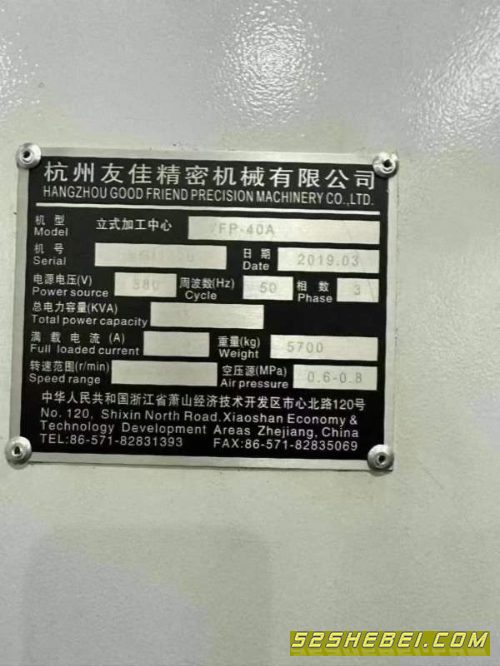 杭州友佳精密机械有限公司
HANGZHOU GOOD FRIEND PRECISION MACHINERY CO.,LTD.
机型 立式加工中心 FP-40A
Model
机号 日期
Serial Date 2019.03
电源电压(V) 380 周波数(Hz) 50 相数 3
Power source Cycle Phase
总电力容量(KVA)
Total power capacity
满载电流(A) 重量(kg) 5700
Full loaded current Weight
转速范围(r/min) 空压源(MPa) 0.6-0.8
Speed range Air pressure
中华人民共和国浙江省萧山经济技术开发区市心北路120号
No. 120, Shixin North Road, Xiaoshan Economy &
Technology Development Areas Zhejiang, China
TEL:86-571-82831393 FAX:86-571-82835069
52SHEBEI.COM